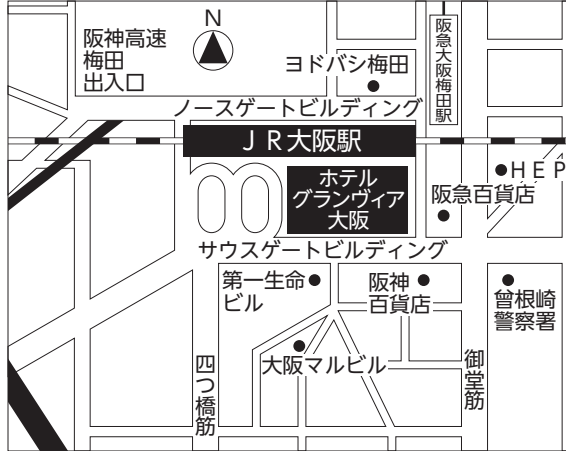 阪神高速
梅田
出入口
N
ヨドバシ梅田
阪急大阪梅田駅
ノースゲートビルディング
JR大阪駅
ホテル
グランヴィア
大阪
HEP
阪急百貨店
サウスゲートビルディング
第一生命
ビル
阪神
百貨店
曾根崎
警察署
大阪マルビル
四つ橋筋
御堂筋